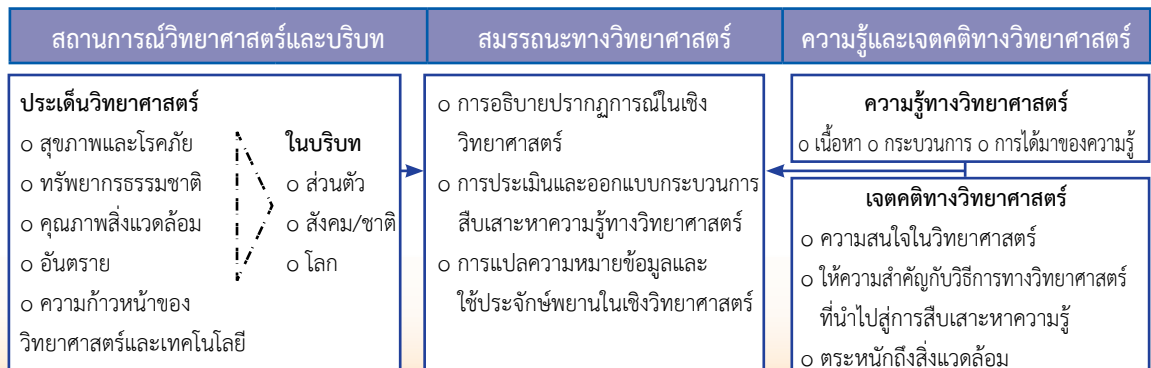 สถานการณ์วิทยาศาสตร์และบริบท
สมรรถนะทางวิทยาศาสตร์
ความรู้และเจตคติทางวิทยาศาสตร์
ประเด็นวิทยาศาสตร์
o สุขภาพและโรคภัย
o ทรัพยากรธรรมชาติ
o คุณภาพสิ่งแวดล้อม
o อันตราย
o ความก้าวหน้าของ
วิทยาศาสตร์และเทคโนโลยี
ในบริบท
o ส่วนตัว
o สังคม/ชาติ
o โลก
o การอธิบายปรากฏการณ์ในเชิง
วิทยาศาสตร์
o การประเมินและออกแบบกระบวนการ
สืบเสาะหาความรู้ทางวิทยาศาสตร์
o การแปลความหมายข้อมูลและ
ใช้ประจักษ์พยานในเชิงวิทยาศาสตร์
ความรู้ทางวิทยาศาสตร์
o เนื้อหา o กระบวนการ o การได้มาของความรู้
เจตคติทางวิทยาศาสตร์
o ความสนใจในวิทยาศาสตร์
o ให้ความสำคัญกับวิธีการทางวิทยาศาสตร์
ที่นำไปสู่การสืบเสาะหาความรู้
o ตระหนักถึงสิ่งแวดล้อม